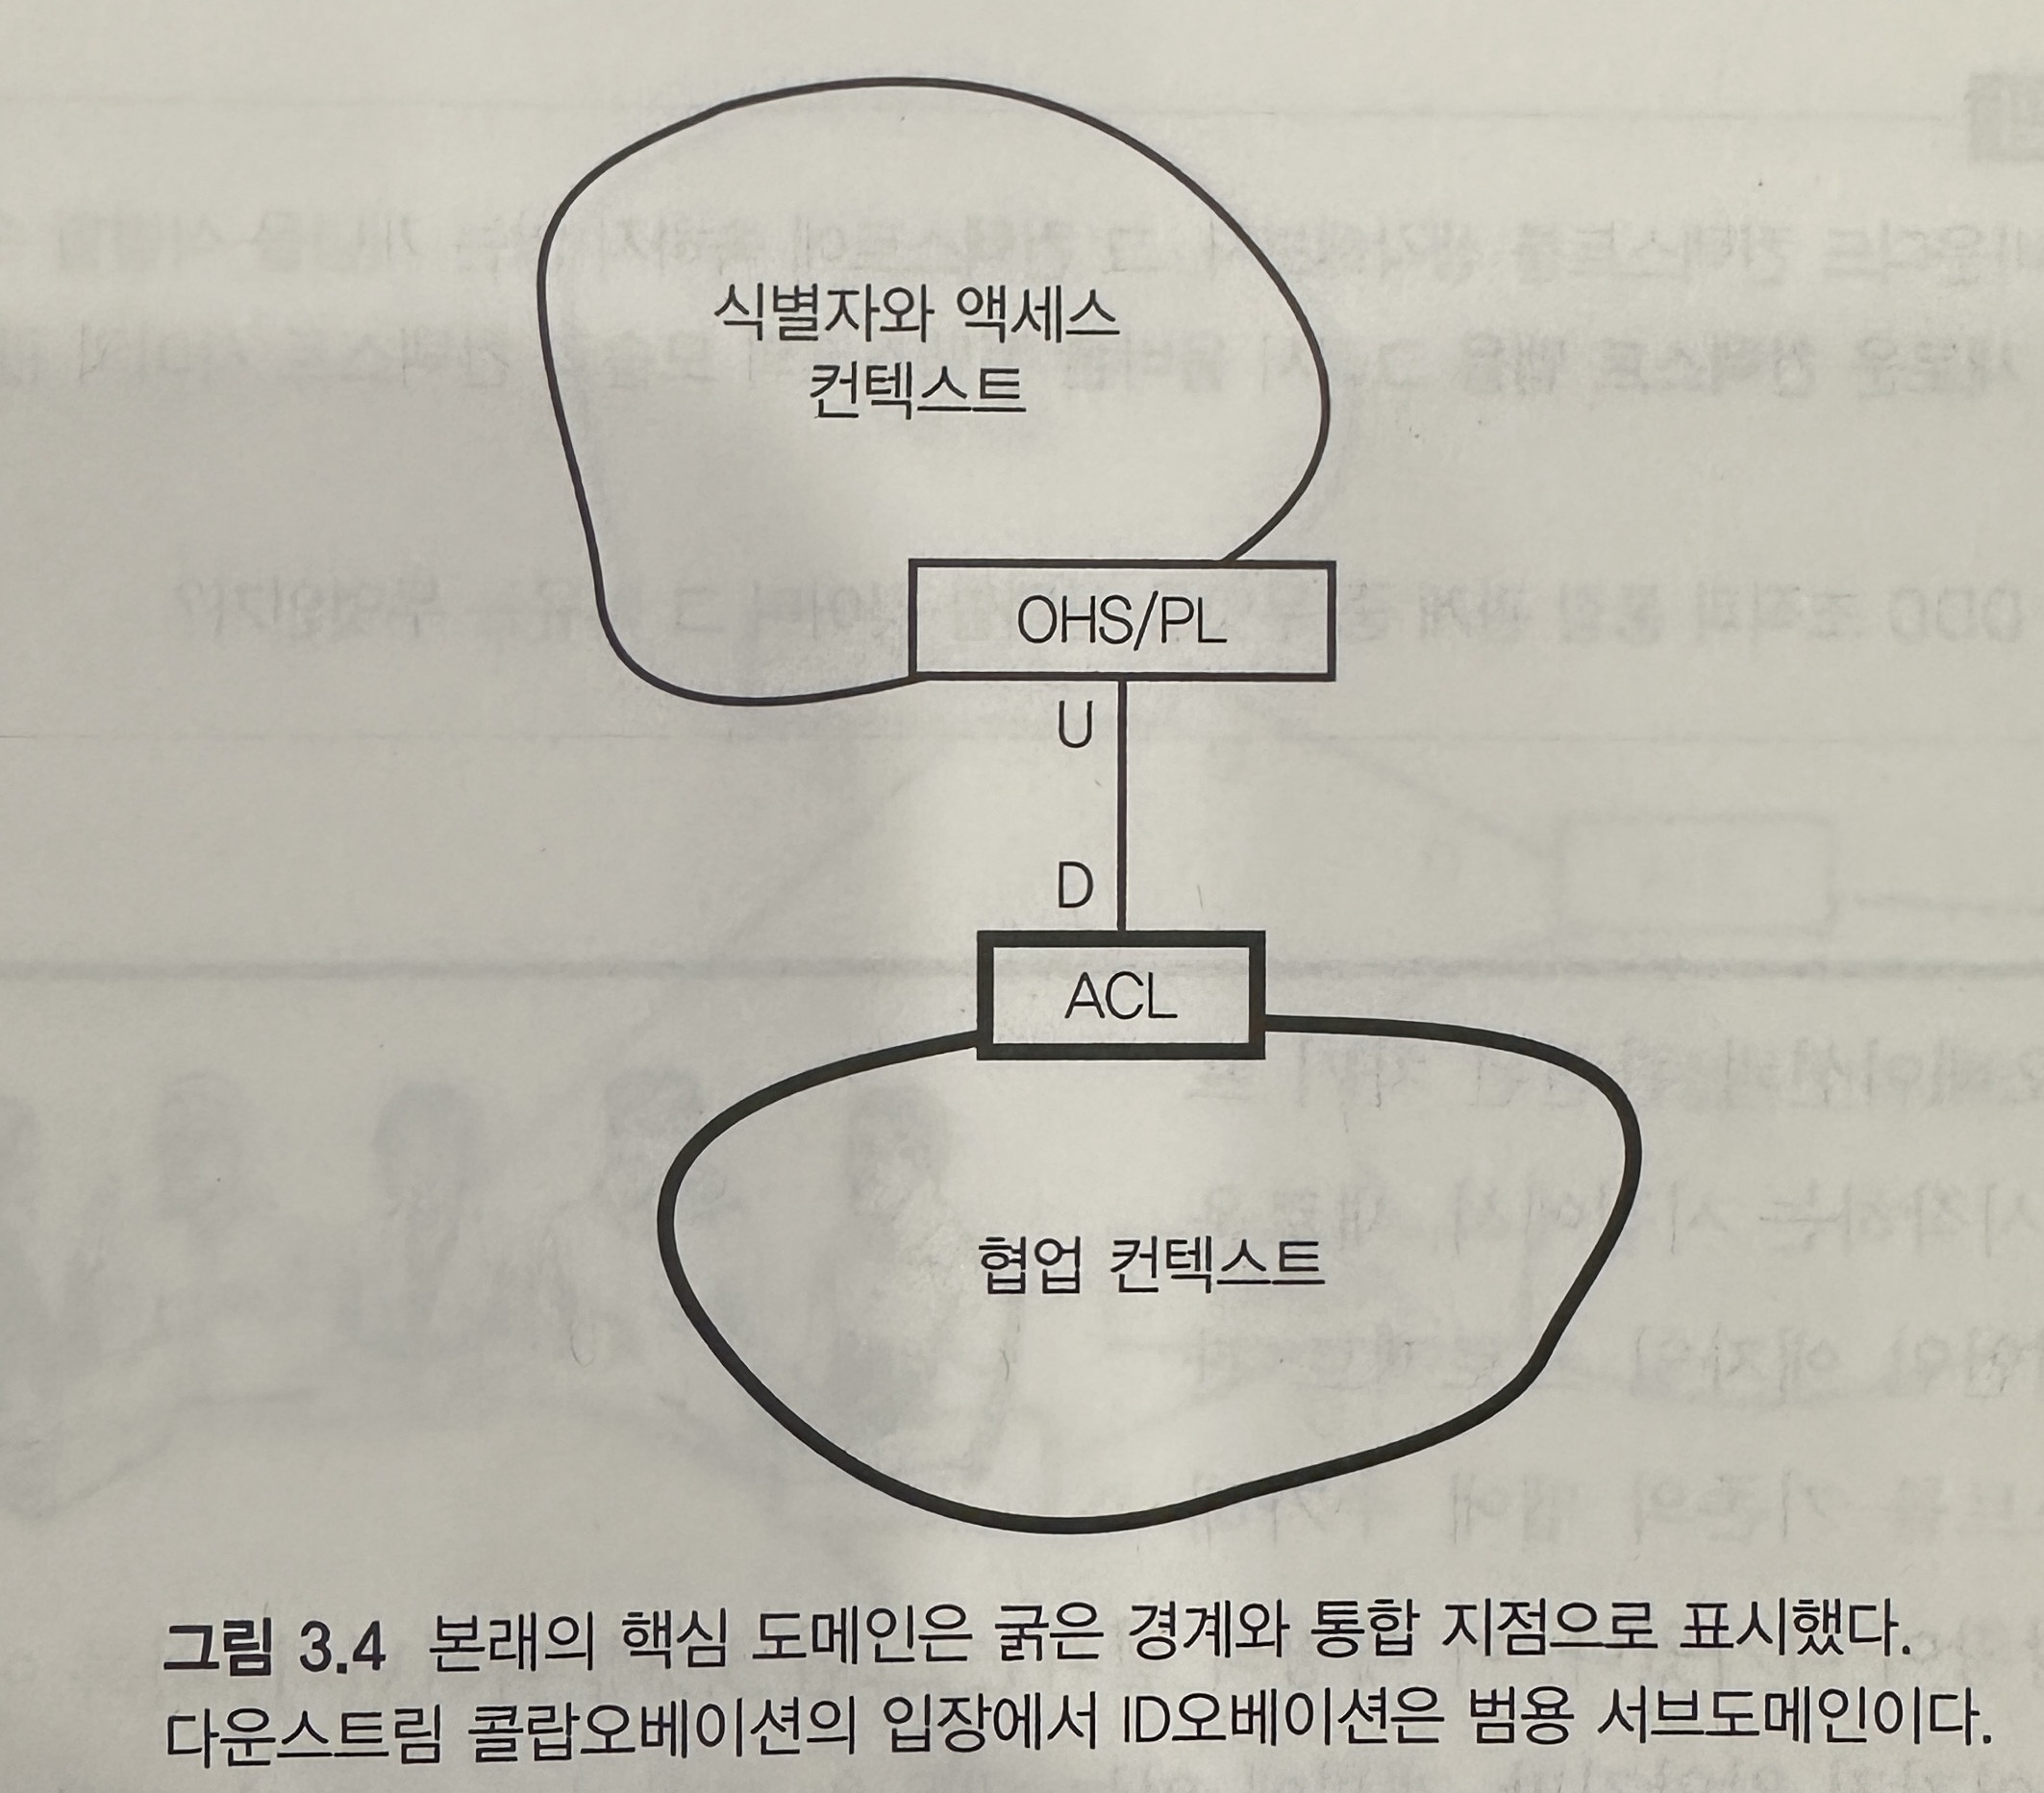 식별자와 액세스
컨텍스트
OHS/PL
U
D
ACL
협업 컨텍스트
그림 3.4 본래의 핵심 도메인은 굵은 경계와 통합 지점으로 표시했다.
다운스트림 콜랍오베이션의 입장에서 ID오베이션은 범용 서브도메인이다.